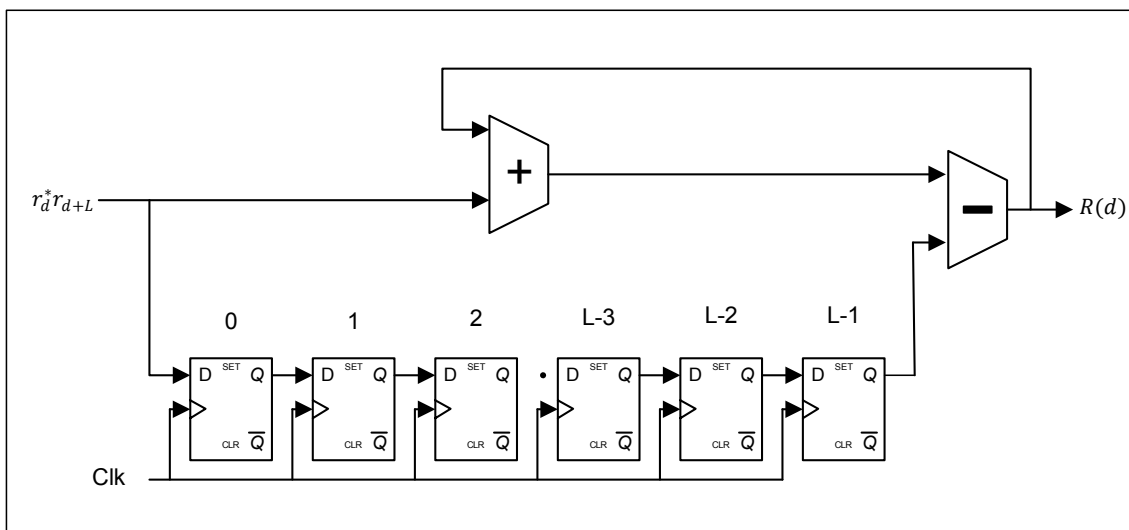 +
r*_d r_{d+L}
−
R(d)
0 1 2 L-3 L-2 L-1
D SET Q D SET Q D SET Q · D SET Q D SET Q D SET Q
CLR Q̅ CLR Q̅ CLR Q̅ CLR Q̅ CLR Q̅ CLR Q̅
Clk